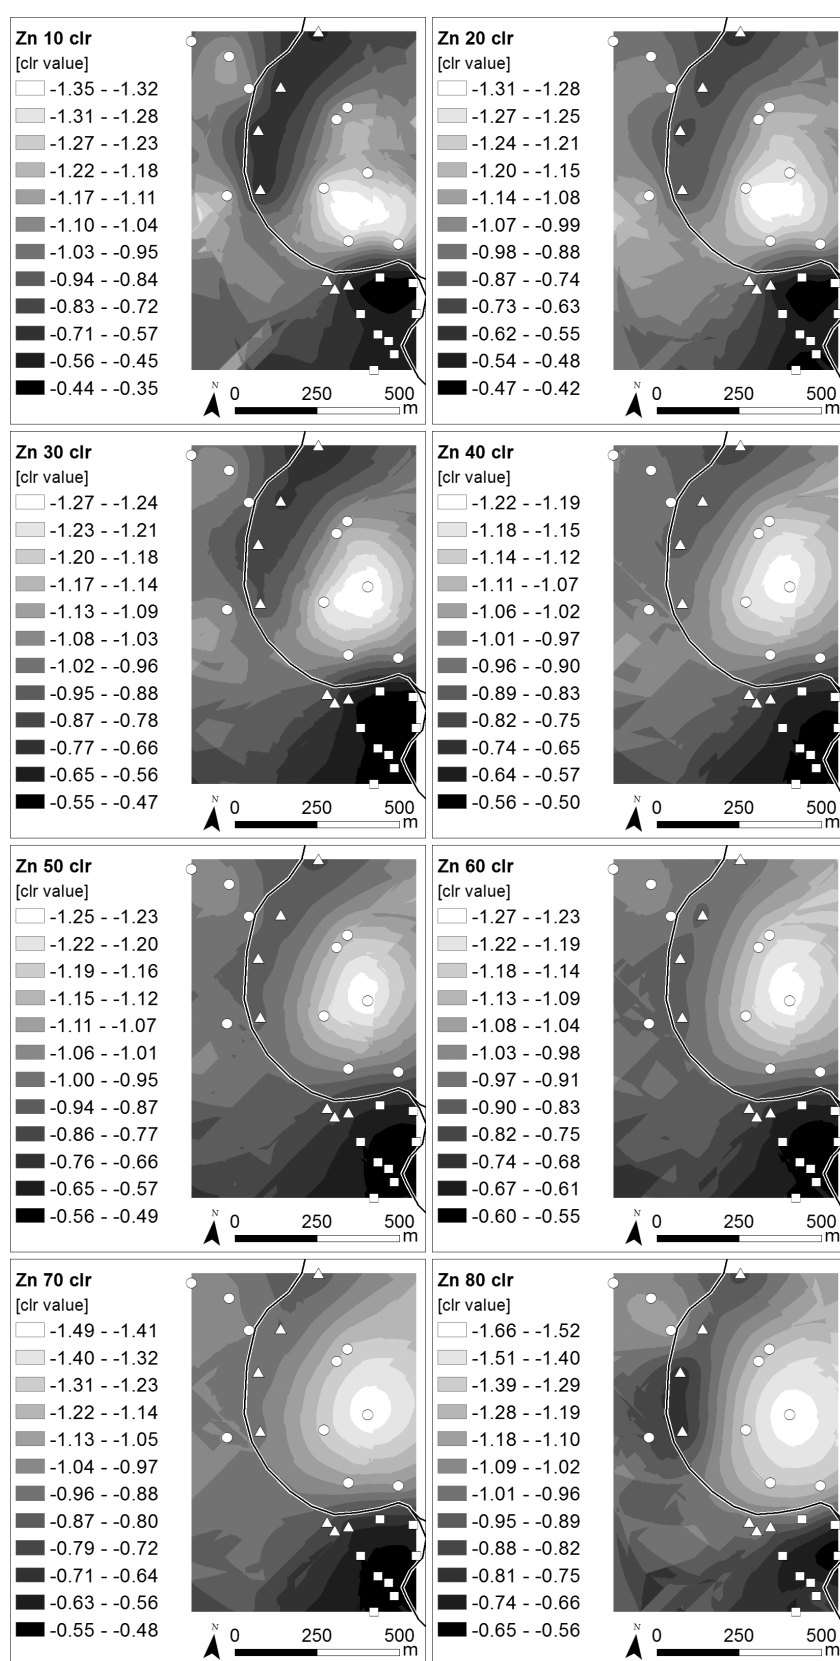 Zn 10 clr
[clr value]
-1.35 - -1.32
-1.31 - -1.28
-1.27 - -1.23
-1.22 - -1.18
-1.17 - -1.11
-1.10 - -1.04
-1.03 - -0.95
-0.94 - -0.84
-0.83 - -0.72
-0.71 - -0.57
-0.56 - -0.45
-0.44 - -0.35
N
0 250 500
m
Zn 20 clr
[clr value]
-1.31 - -1.28
-1.27 - -1.25
-1.24 - -1.21
-1.20 - -1.15
-1.14 - -1.08
-1.07 - -0.99
-0.98 - -0.88
-0.87 - -0.74
-0.73 - -0.63
-0.62 - -0.55
-0.54 - -0.48
-0.47 - -0.42
N
0 250 500
m
Zn 30 clr
[clr value]
-1.27 - -1.24
-1.23 - -1.21
-1.20 - -1.18
-1.17 - -1.14
-1.13 - -1.09
-1.08 - -1.03
-1.02 - -0.96
-0.95 - -0.88
-0.87 - -0.78
-0.77 - -0.66
-0.65 - -0.56
-0.55 - -0.47
N
0 250 500
m
Zn 40 clr
[clr value]
-1.22 - -1.19
-1.18 - -1.15
-1.14 - -1.12
-1.11 - -1.07
-1.06 - -1.02
-1.01 - -0.97
-0.96 - -0.90
-0.89 - -0.83
-0.82 - -0.75
-0.74 - -0.65
-0.64 - -0.57
-0.56 - -0.50
N
0 250 500
m
Zn 50 clr
[clr value]
-1.25 - -1.23
-1.22 - -1.20
-1.19 - -1.16
-1.15 - -1.12
-1.11 - -1.07
-1.06 - -1.01
-1.00 - -0.95
-0.94 - -0.87
-0.86 - -0.77
-0.76 - -0.66
-0.65 - -0.57
-0.56 - -0.49
N
0 250 500
m
Zn 60 clr
[clr value]
-1.27 - -1.23
-1.22 - -1.19
-1.18 - -1.14
-1.13 - -1.09
-1.08 - -1.04
-1.03 - -0.98
-0.97 - -0.91
-0.90 - -0.83
-0.82 - -0.75
-0.74 - -0.68
-0.67 - -0.61
-0.60 - -0.55
N
0 250 500
m
Zn 70 clr
[clr value]
-1.49 - -1.41
-1.40 - -1.32
-1.31 - -1.23
-1.22 - -1.14
-1.13 - -1.05
-1.04 - -0.97
-0.96 - -0.88
-0.87 - -0.80
-0.79 - -0.72
-0.71 - -0.64
-0.63 - -0.56
-0.55 - -0.48
N
0 250 500
m
Zn 80 clr
[clr value]
-1.66 - -1.52
-1.51 - -1.40
-1.39 - -1.29
-1.28 - -1.19
-1.18 - -1.10
-1.09 - -1.02
-1.01 - -0.96
-0.95 - -0.89
-0.88 - -0.82
-0.81 - -0.75
-0.74 - -0.66
-0.65 - -0.56
N
0 250 500
m